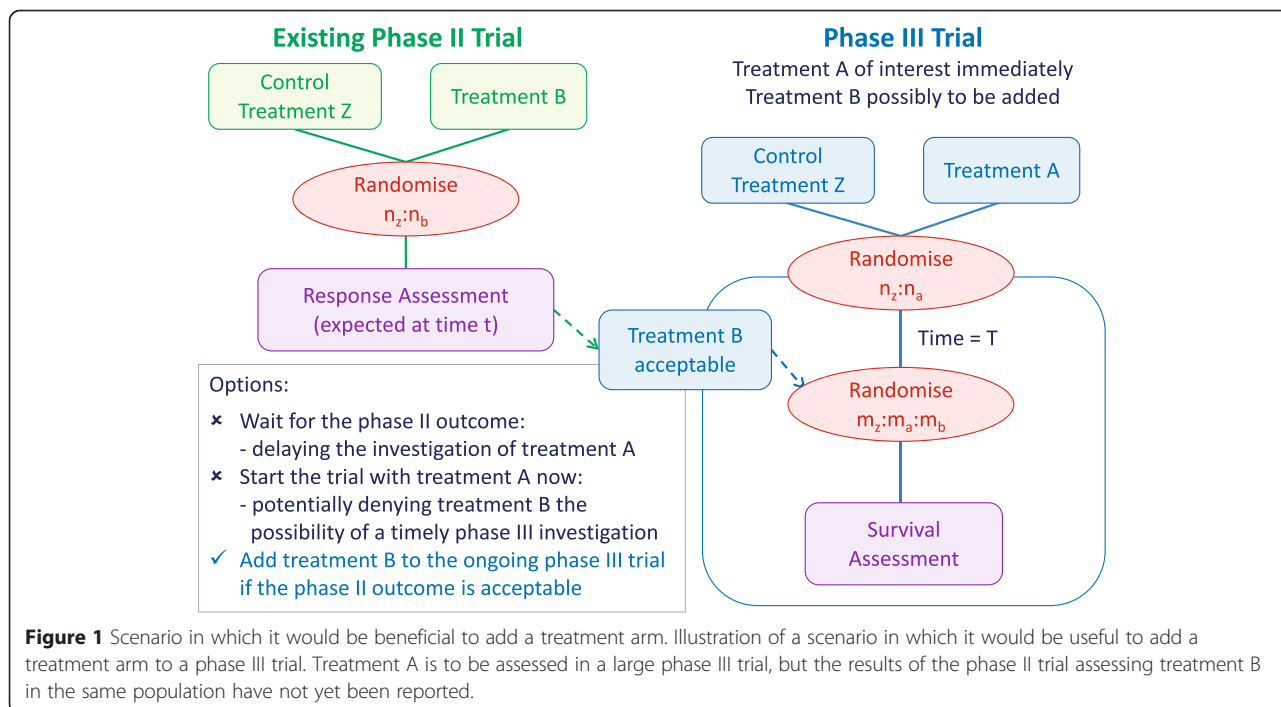 Existing Phase II Trial
Control
Treatment Z
Treatment B
Randomise
n_z:n_b
Response Assessment
(expected at time t)
Options:
✘ Wait for the phase II outcome:
- delaying the investigation of treatment A
✘ Start the trial with treatment A now:
- potentially denying treatment B the
possibility of a timely phase III investigation
✓ Add treatment B to the ongoing phase III trial
if the phase II outcome is acceptable
Phase III Trial
Treatment A of interest immediately
Treatment B possibly to be added
Control
Treatment Z
Treatment A
Randomise
n_z:n_a
Time = T
Treatment B
acceptable
Randomise
m_z:m_a:m_b
Survival
Assessment
Figure 1 Scenario in which it would be beneficial to add a treatment arm. Illustration of a scenario in which it would be useful to add a
treatment arm to a phase III trial. Treatment A is to be assessed in a large phase III trial, but the results of the phase II trial assessing treatment B
in the same population have not yet been reported.